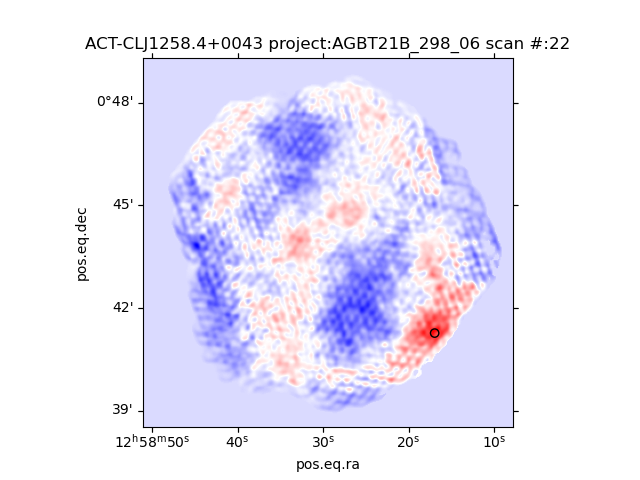 ACT-CLJ1258.4+0043 project:AGBT21B_298_06 scan #:22
0°48'
45'
42'
39'
12ʰ58ᵐ50ˢ 40ˢ 30ˢ 20ˢ 10ˢ
pos.eq.ra
pos.eq.dec